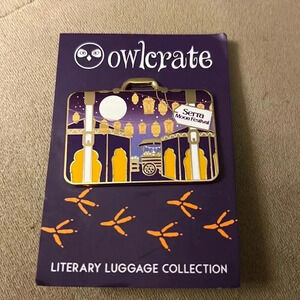 owlcrate
Serra
Moon Festival
LITERARY LUGGAGE COLLECTION